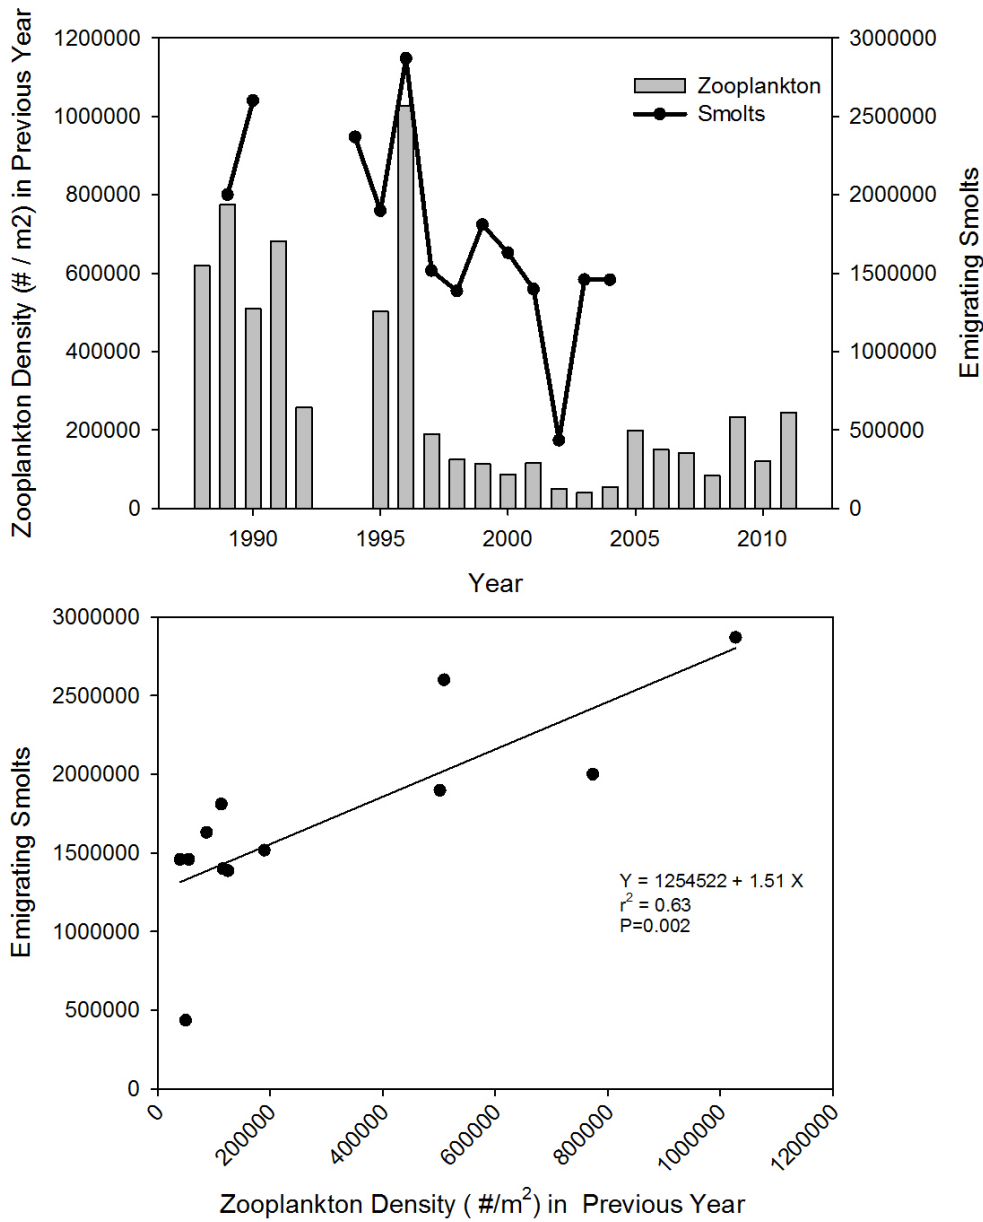 Zooplankton Density (# / m2) in Previous Year
1200000
1000000
800000
600000
400000
200000
0
3000000
2500000
2000000
1500000
1000000
500000
0
Emigrating Smolts
Zooplankton
Smolts
1990 1995 2000 2005 2010
Year
Emigrating Smolts
3000000
2500000
2000000
1500000
1000000
500000
0
Y = 1254522 + 1.51 X
r² = 0.63
P=0.002
0 200000 400000 600000 800000 1000000 1200000
Zooplankton Density ( #/m²) in Previous Year